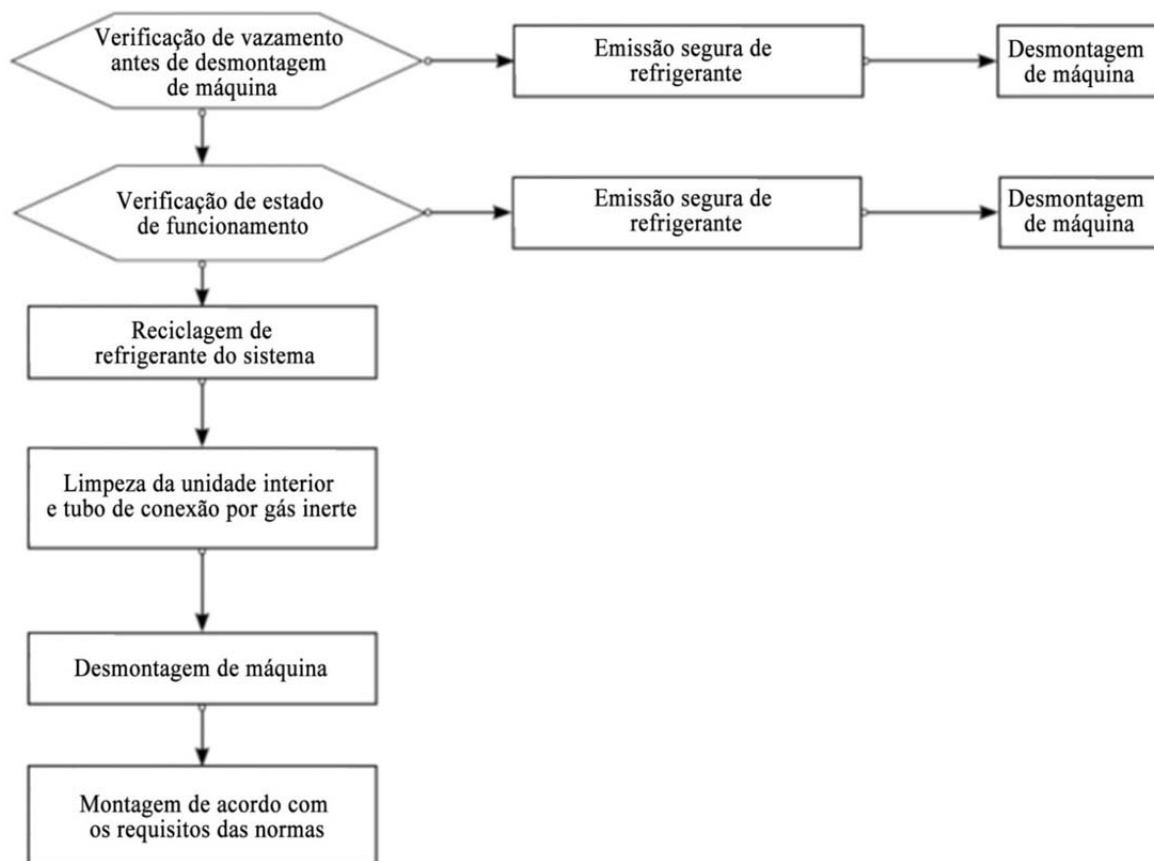 Verificação de vazamento
antes de desmontagem
de máquina
Emissão segura de
refrigerante
Desmontagem
de máquina
Verificação de estado
de funcionamento
Emissão segura de
refrigerante
Desmontagem
de máquina
Reciclagem de
refrigerante do sistema
Limpeza da unidade interior
e tubo de conexão por gás inerte
Desmontagem de máquina
Montagem de acordo com
os requisitos das normas